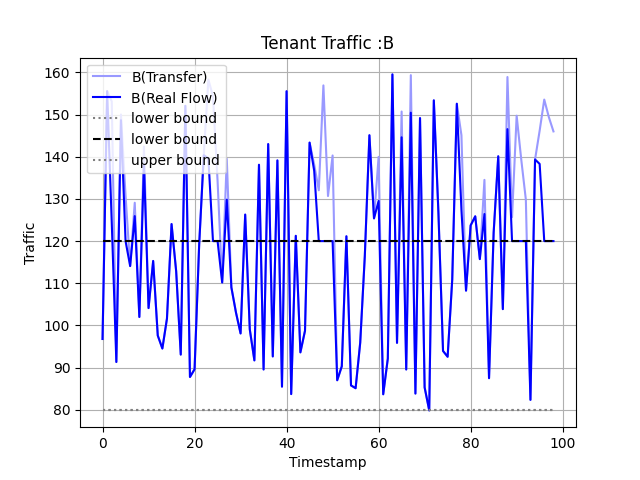 Tenant Traffic :B
160
150
140
130
120
110
100
90
80
Traffic
B(Transfer)
B(Real Flow)
lower bound
lower bound
upper bound
0
20
40
60
80
100
Timestamp